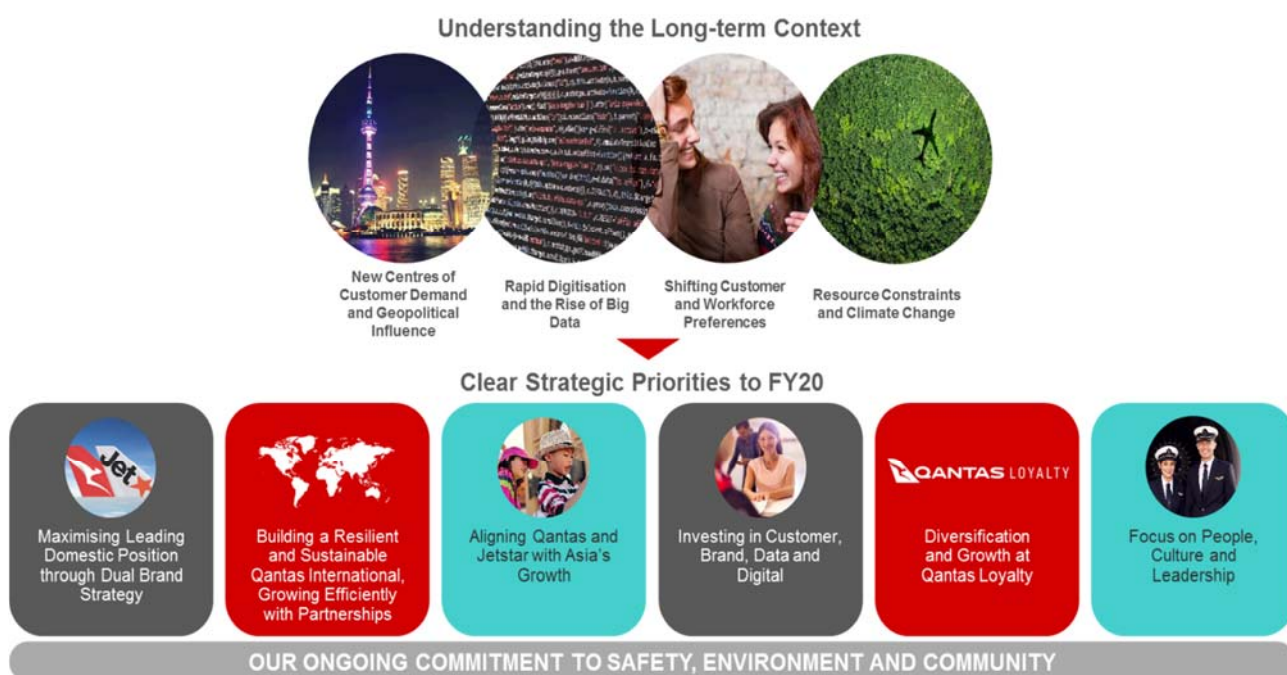 Understanding the Long-term Context
New Centres of
Customer Demand
and Geopolitical
Influence
Rapid Digitisation
and the Rise of Big
Data
Shifting Customer
and Workforce
Preferences
Resource Constraints
and Climate Change
Clear Strategic Priorities to FY20
Jet
Maximising Leading
Domestic Position
through Dual Brand
Strategy
Building a Resilient
and Sustainable
Qantas International,
Growing Efficiently
with Partnerships
Aligning Qantas and
Jetstar with Asia's
Growth
Investing in Customer,
Brand, Data and
Digital
QANTAS LOYALTY
Diversification
and Growth at
Qantas Loyalty
Focus on People,
Culture and
Leadership
OUR ONGOING COMMITMENT TO SAFETY, ENVIRONMENT AND COMMUNITY